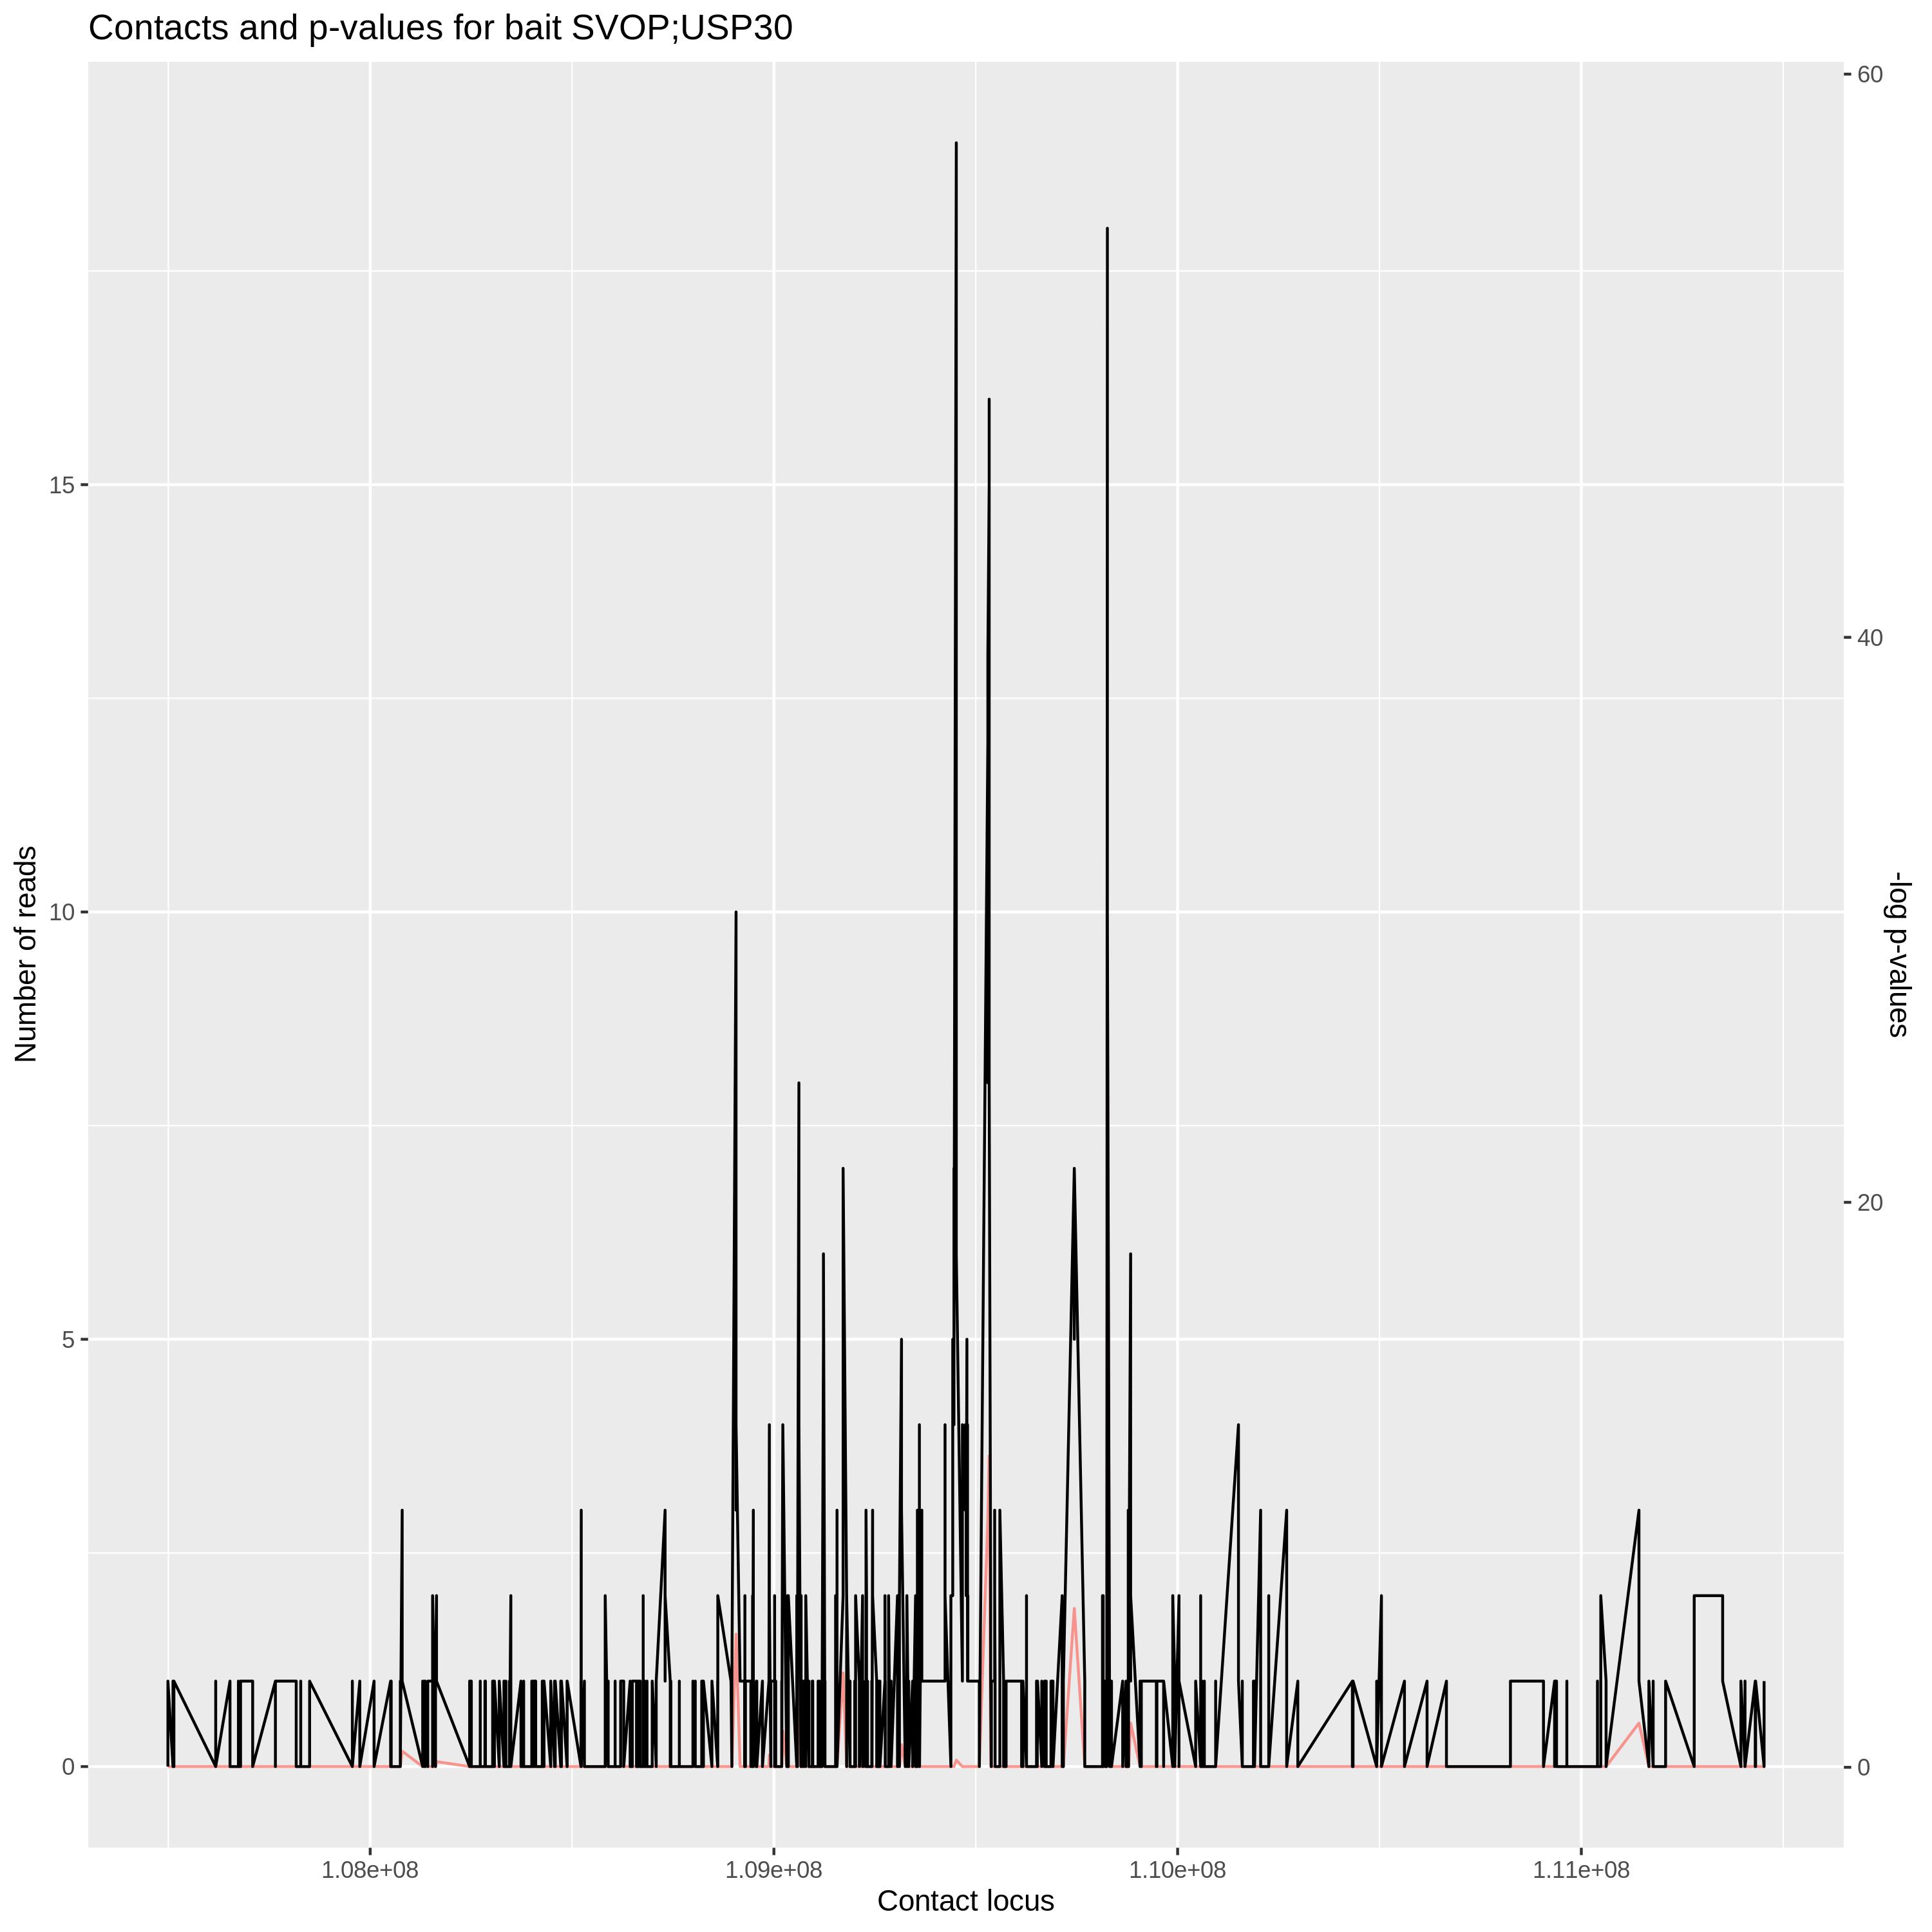 Contacts and p-values for bait SVOP;USP30
60
15
40
Number of reads
10
-log p-values
20
5
0
0
1.08e+08
1.09e+08
1.10e+08
1.11e+08
Contact locus